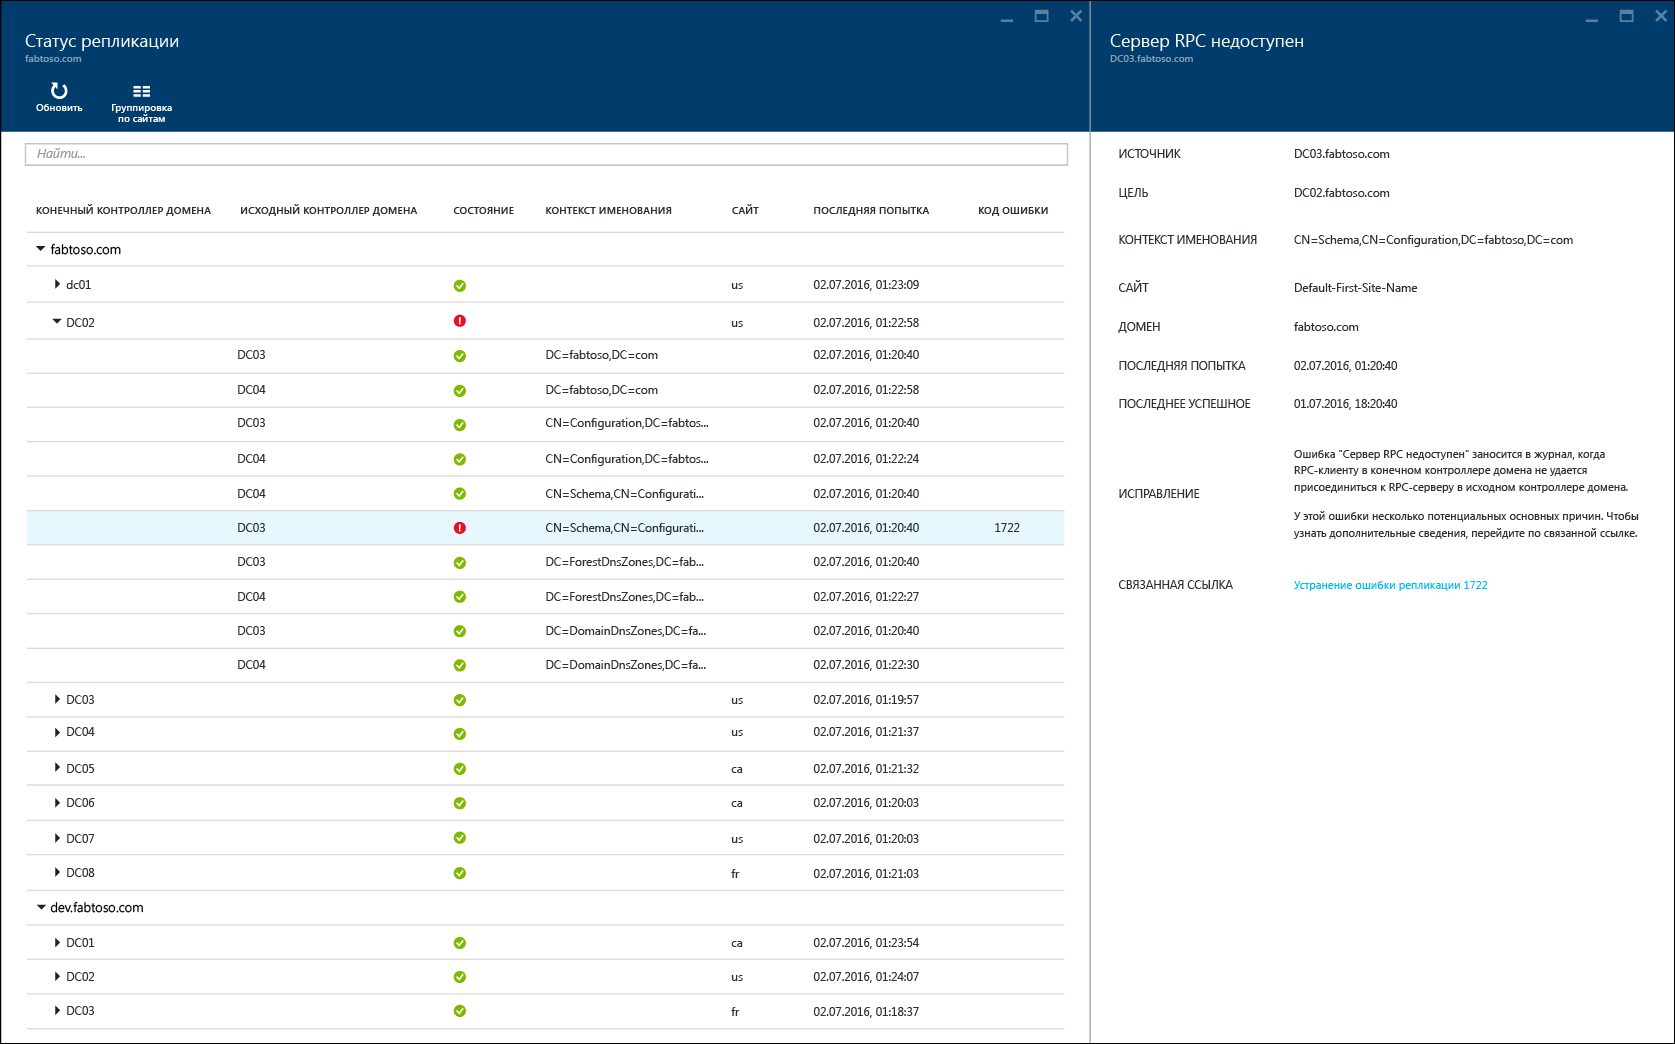 Статус репликации
fabtoso.com
Обновить
Группировка
по сайтам
Найти...
КОНЕЧНЫЙ КОНТРОЛЛЕР ДОМЕНА ИСХОДНЫЙ КОНТРОЛЛЕР ДОМЕНА СОСТОЯНИЕ КОНТЕКСТ ИМЕНОВАНИЯ САЙТ ПОСЛЕДНЯЯ ПОПЫТКА КОД ОШИБКИ
fabtoso.com
dc01 us 02.07.2016, 01:23:09
DC02 us 02.07.2016, 01:22:58
DC03 DC=fabtoso,DC=com 02.07.2016, 01:20:40
DC04 DC=fabtoso,DC=com 02.07.2016, 01:22:58
DC03 CN=Configuration,DC=fabtos... 02.07.2016, 01:20:40
DC04 CN=Configuration,DC=fabtos... 02.07.2016, 01:22:24
DC04 CN=Schema,CN=Configurati... 02.07.2016, 01:20:40
DC03 CN=Schema,CN=Configurati... 02.07.2016, 01:20:40 1722
DC03 DC=ForestDnsZones,DC=fab... 02.07.2016, 01:20:40
DC04 DC=ForestDnsZones,DC=fab... 02.07.2016, 01:22:27
DC03 DC=DomainDnsZones,DC=fa... 02.07.2016, 01:20:40
DC04 DC=DomainDnsZones,DC=fa... 02.07.2016, 01:22:30
DC03 us 02.07.2016, 01:19:57
DC04 us 02.07.2016, 01:21:37
DC05 ca 02.07.2016, 01:21:32
DC06 ca 02.07.2016, 01:20:03
DC07 us 02.07.2016, 01:20:03
DC08 fr 02.07.2016, 01:21:03
dev.fabtoso.com
DC01 ca 02.07.2016, 01:23:54
DC02 us 02.07.2016, 01:24:07
DC03 fr 02.07.2016, 01:18:37
Сервер RPC недоступен
DC03.fabtoso.com
ИСТОЧНИК DC03.fabtoso.com
ЦЕЛЬ DC02.fabtoso.com
КОНТЕКСТ ИМЕНОВАНИЯ CN=Schema,CN=Configuration,DC=fabtoso,DC=com
САЙТ Default-First-Site-Name
ДОМЕН fabtoso.com
ПОСЛЕДНЯЯ ПОПЫТКА 02.07.2016, 01:20:40
ПОСЛЕДНЕЕ УСПЕШНОЕ 01.07.2016, 18:20:40
ИСПРАВЛЕНИЕ
Ошибка "Сервер RPC недоступен" заносится в журнал, когда
RPC-клиенту в конечном контроллере домена не удается
присоединиться к RPC-серверу в исходном контроллере домена.
У этой ошибки несколько потенциальных основных причин. Чтобы
узнать дополнительные сведения, перейдите по связанной ссылке.
СВЯЗАННАЯ ССЫЛКА Устранение ошибки репликации 1722